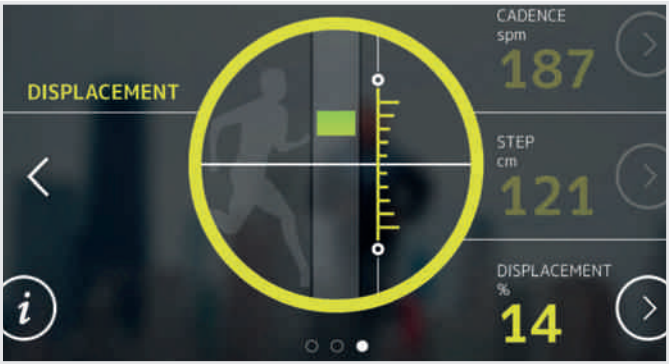 DISPLACEMENT
CADENCE
spm
187
STEP
cm
121
DISPLACEMENT
%
14
i